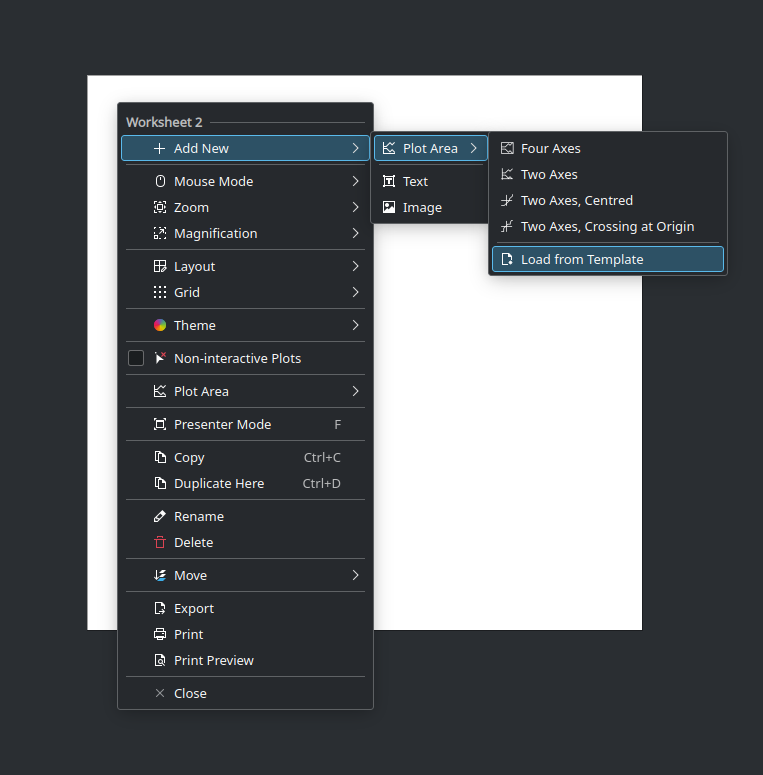 Worksheet 2
Add New
Mouse Mode
Zoom
Magnification
Layout
Grid
Theme
Non-interactive Plots
Plot Area
Presenter Mode F
Copy Ctrl+C
Duplicate Here Ctrl+D
Rename
Delete
Move
Export
Print
Print Preview
Close
Plot Area
Text
Image
Four Axes
Two Axes
Two Axes, Centred
Two Axes, Crossing at Origin
Load from Template